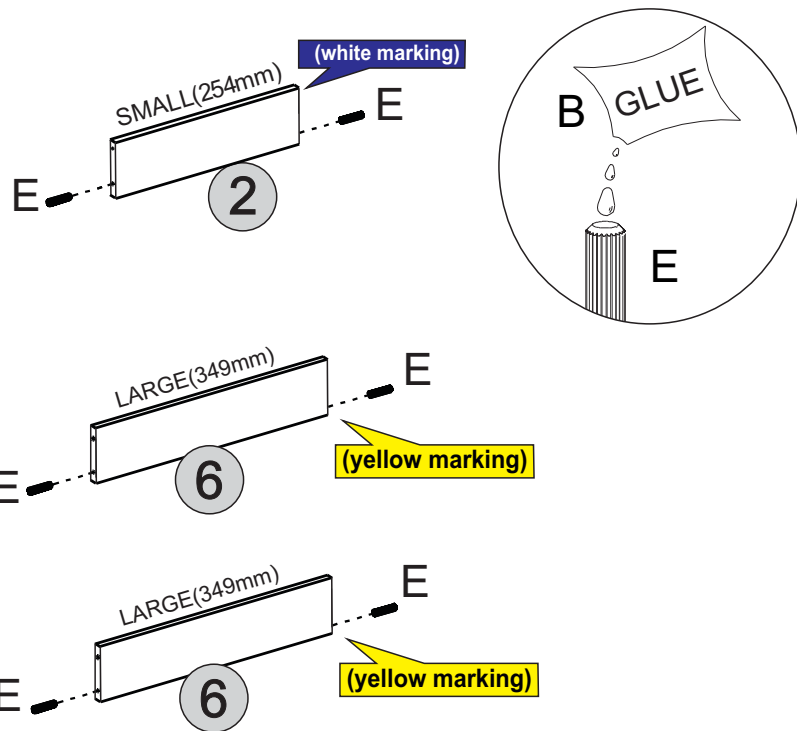 (white marking)
SMALL(254mm)
E
E
2
B
GLUE
E
LARGE(349mm)
E
(yellow marking)
E
6
LARGE(349mm)
E
(yellow marking)
E
6